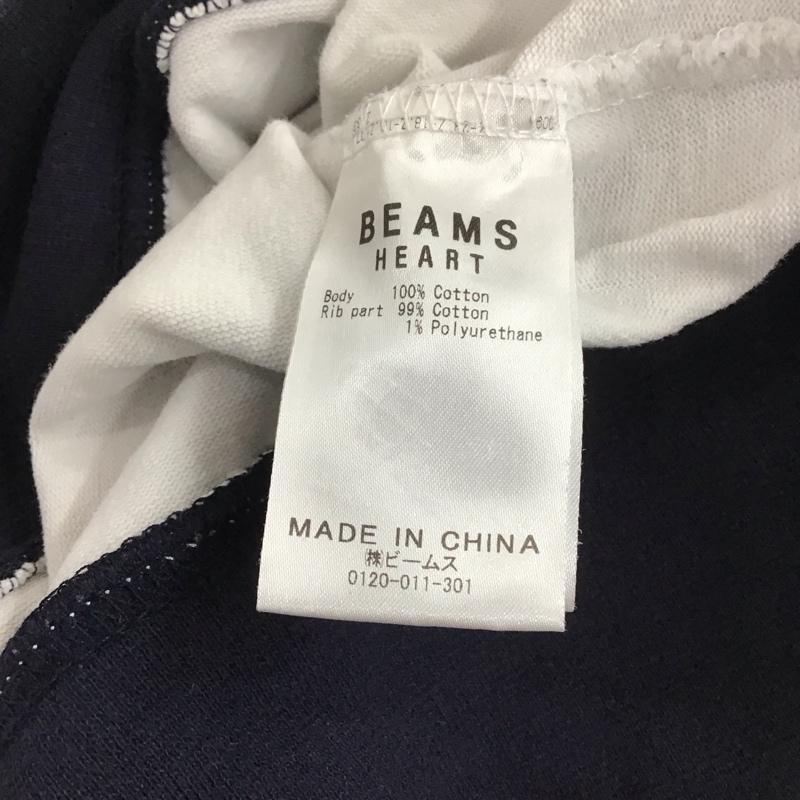 BEAMS
HEART
Body 100% Cotton
Rib part 99% Cotton
1% Polyurethane
MADE IN CHINA
㈱ビームス
0120-011-301